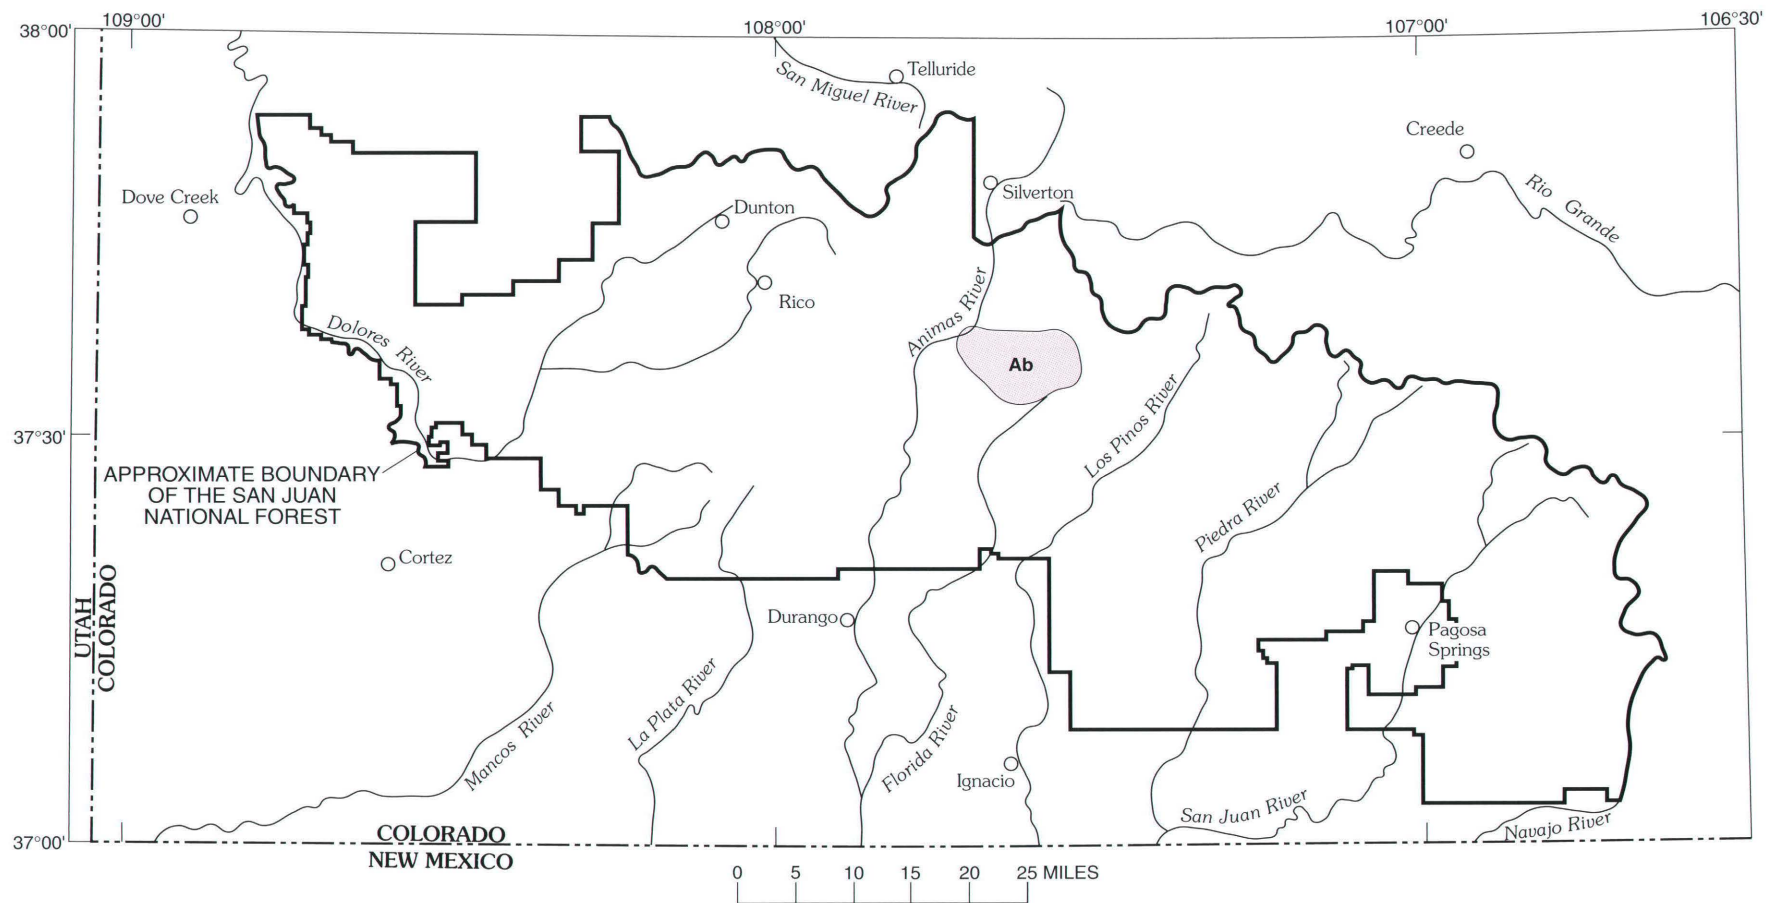 109°00'
108°00'
107°00'
106°30'
38°00'
Telluride
San Miguel River
Creede
Dove Creek
Silverton
Rio Grande
Dunton
Rico
Animas River
Dolores River
Ab
Los Pinos River
37°30'
APPROXIMATE BOUNDARY
OF THE SAN JUAN
NATIONAL FOREST
Piedra River
Cortez
UTAH
COLORADO
Durango
Pagosa
Springs
La Plata River
Mancos River
Florida River
Ignacio
San Juan River
Navajo River
37°00'
COLORADO
NEW MEXICO
0 5 10 15 20 25 MILES